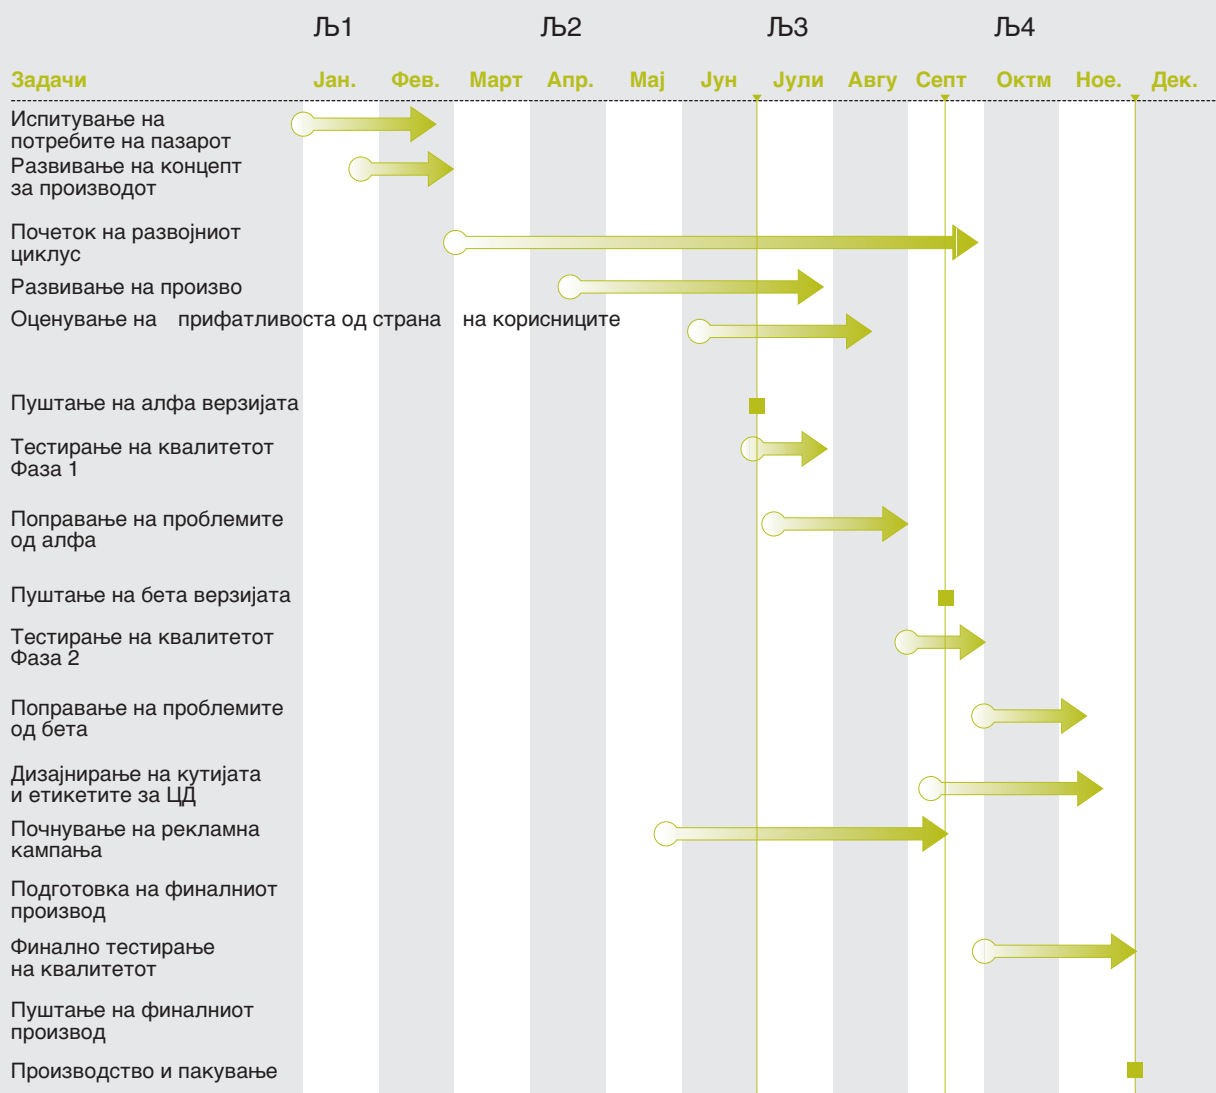 Љ1 Љ2 Љ3 Љ4
Задачи Јан. Фев. Март Апр. Мај Јун Јули Авгу Септ Октм Ное. Дек.
Испитување на
потребите на пазарот
Развивање на концепт
за производот
Почеток на развојниот
циклус
Развивање на произво
Оценување на прифатливоста од страна на корисниците
Пуштање на алфа верзијата
Тестирање на квалитетот
Фаза 1
Поправање на проблемите
од алфа
Пуштање на бета верзијата
Тестирање на квалитетот
Фаза 2
Поправање на проблемите
од бета
Дизајнирање на кутијата
и етикетите за ЦД
Почнување на рекламна
кампања
Подготовка на финалниот
производ
Финално тестирање
на квалитетот
Пуштање на финалниот
производ
Производство и пакување